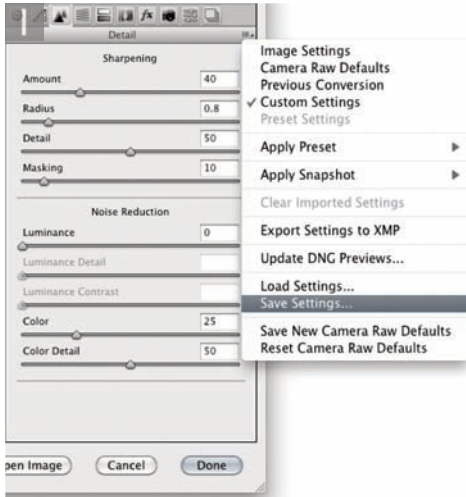 1
fx
Detail
Sharpening
Amount 40
Radius 0.8
Detail 50
Masking 10
Noise Reduction
Luminance 0
Luminance Detail
Luminance Contrast
Color 25
Color Detail 50
pen Image
Cancel
Done
Image Settings
Camera Raw Defaults
Previous Conversion
✓ Custom Settings
Preset Settings
Apply Preset
Apply Snapshot
Clear Imported Settings
Export Settings to XMP
Update DNG Previews...
Load Settings...
Save Settings...
Save New Camera Raw Defaults
Reset Camera Raw Defaults